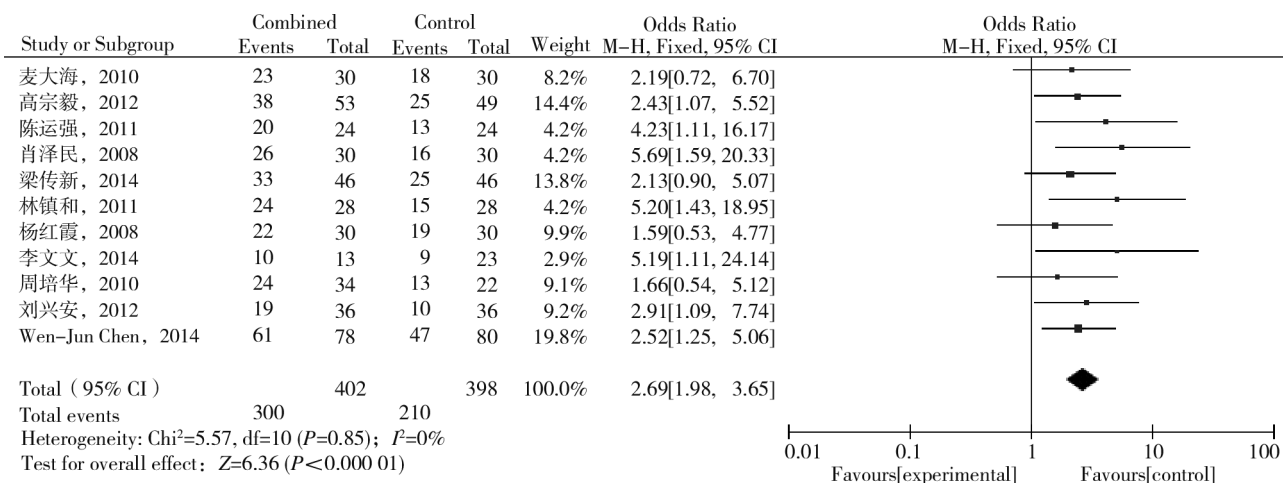 Combined Control Odds Ratio Odds Ratio
Study or Subgroup Events Total Events Total Weight M-H, Fixed, 95% CI M-H, Fixed, 95% CI
麦大海，2010 23 30 18 30 8.2% 2.19[0.72, 6.70]
高宗毅，2012 38 53 25 49 14.4% 2.43[1.07, 5.52]
陈运强，2011 20 24 13 24 4.2% 4.23[1.11, 16.17]
肖泽民，2008 26 30 16 30 4.2% 5.69[1.59, 20.33]
梁传新，2014 33 46 25 46 13.8% 2.13[0.90, 5.07]
林镇和，2011 24 28 15 28 4.2% 5.20[1.43, 18.95]
杨红霞，2008 22 30 19 30 9.9% 1.59[0.53, 4.77]
李文文，2014 10 13 9 23 2.9% 5.19[1.11, 24.14]
周培华，2010 24 34 13 22 9.1% 1.66[0.54, 5.12]
刘兴安，2012 19 36 10 36 9.2% 2.91[1.09, 7.74]
Wen-Jun Chen，2014 61 78 47 80 19.8% 2.52[1.25, 5.06]
Total（95% CI） 402 398 100.0% 2.69[1.98, 3.65]
Total events 300 210
Heterogeneity: Chi²=5.57, df=10 (P=0.85)；I²=0%
Test for overall effect：Z=6.36 (P＜0.000 01)
0.01 0.1 1 10 100
Favours[experimental] Favours[control]